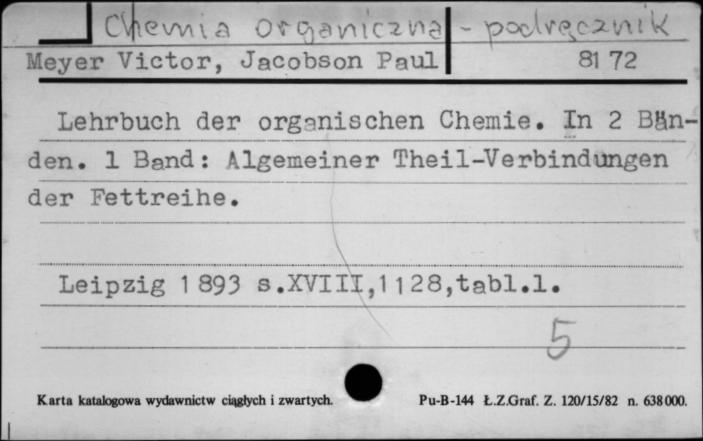 Chemia organiczna - podręcznik
Meyer Victor, Jacobson Paul 8172
Lehrbuch der organischen Chemie. In 2 Bän-
den. 1 Band: Algemeiner Theil-Verbindungen
der Fettreihe.
Leipzig 1893 s.XVIII,1128,tabl.1.
5
Karta katalogowa wydawnictw ciągłych i zwartych. Pu-B-144 Ł.Z.Graf. Z. 120/15/82 n. 638000.